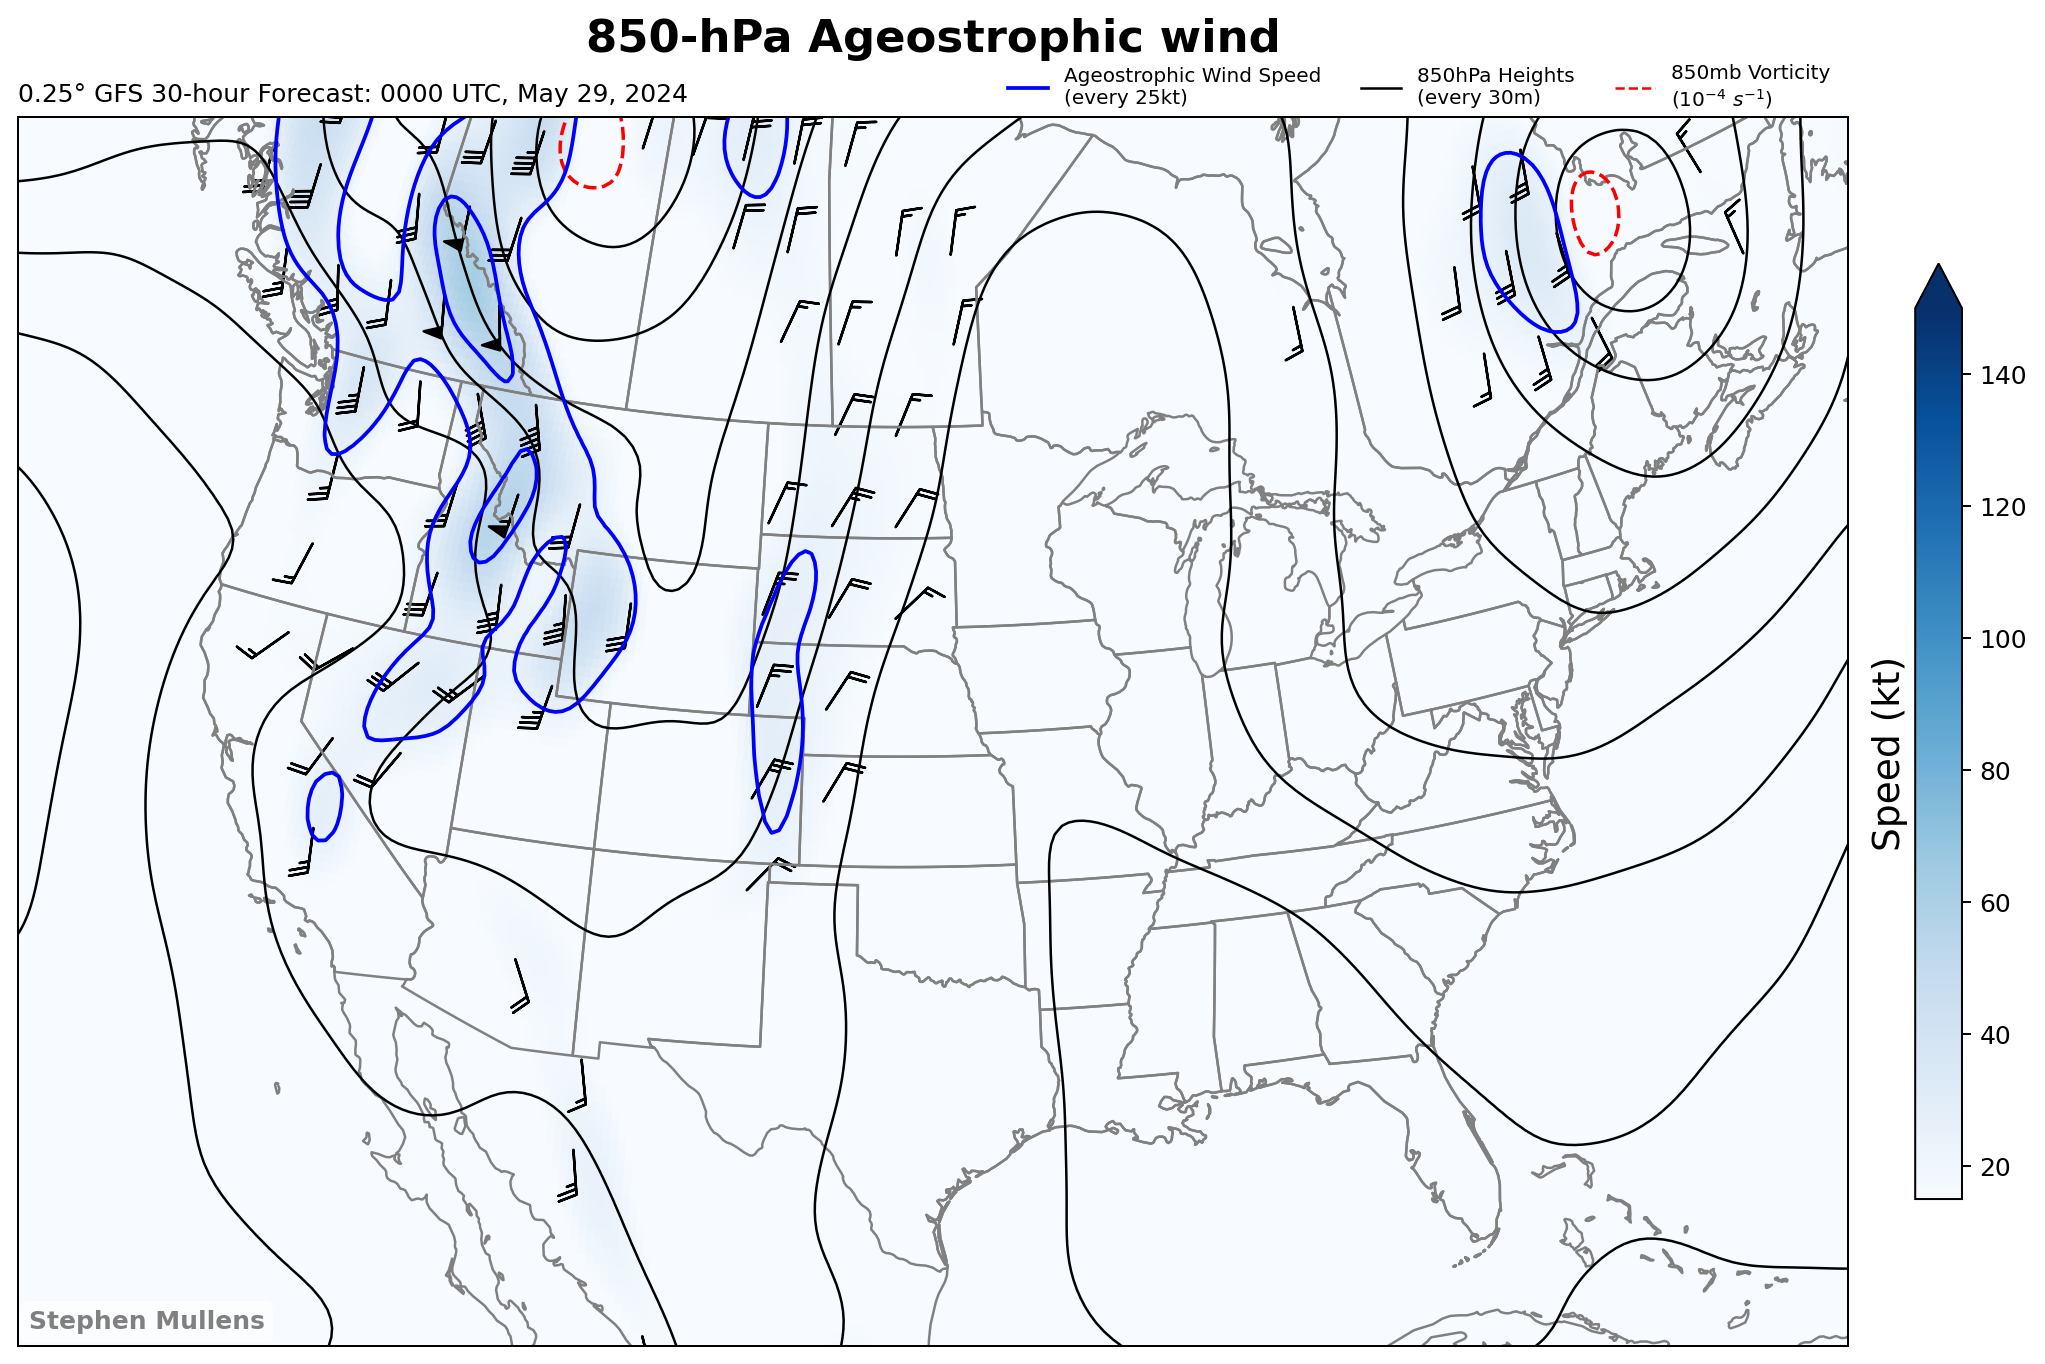 850-hPa Ageostrophic wind
0.25° GFS 30-hour Forecast: 0000 UTC, May 29, 2024
Ageostrophic Wind Speed
(every 25kt)
850hPa Heights
(every 30m)
850mb Vorticity
(10⁻⁴ s⁻¹)
140
120
100
80
60
40
20
Speed (kt)
Stephen Mullens